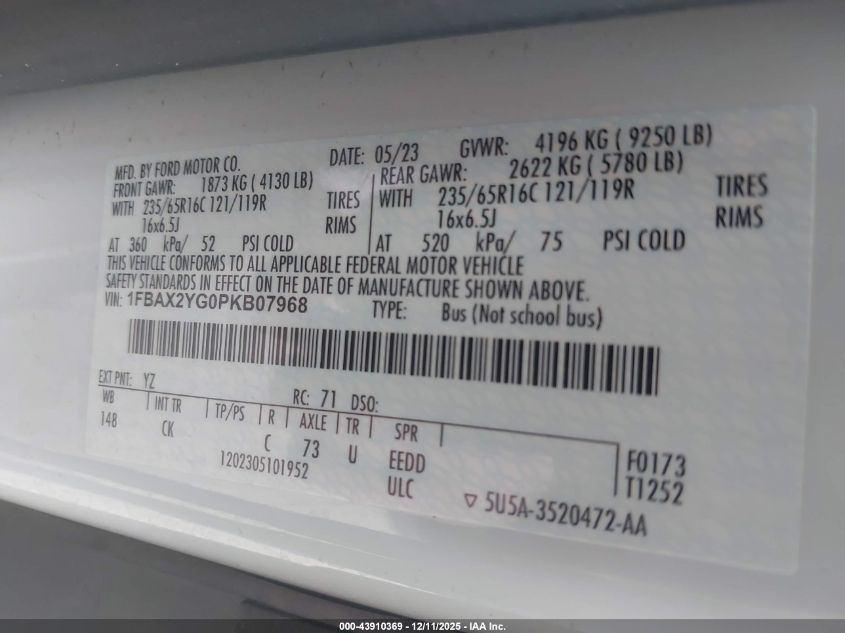 MFD. BY FORD MOTOR CO. DATE: 05/23 GVWR: 4196 KG ( 9250 LB)
FRONT GAWR: 1873 KG ( 4130 LB) REAR GAWR: 2622 KG ( 5780 LB)
WITH 235/65R16C 121/119R TIRES WITH 235/65R16C 121/119R TIRES
16x6.5J RIMS 16x6.5J RIMS
AT 360 kPa/ 52 PSI COLD AT 520 kPa/ 75 PSI COLD
THIS VEHICLE CONFORMS TO ALL APPLICABLE FEDERAL MOTOR VEHICLE
SAFETY STANDARDS IN EFFECT ON THE DATE OF MANUFACTURE SHOWN ABOVE.
VIN: 1FBAX2YG0PKB07968 TYPE: Bus (Not school bus)
EXT PNT: YZ RC: 71 DSO:
WB INT TR TP/PS R AXLE TR SPR
148 CK C 73 U EEDD F0173
1202305101952 ULC T1252
5U5A-3520472-AA
000-43910369 - 12/11/2025 - IAA Inc.